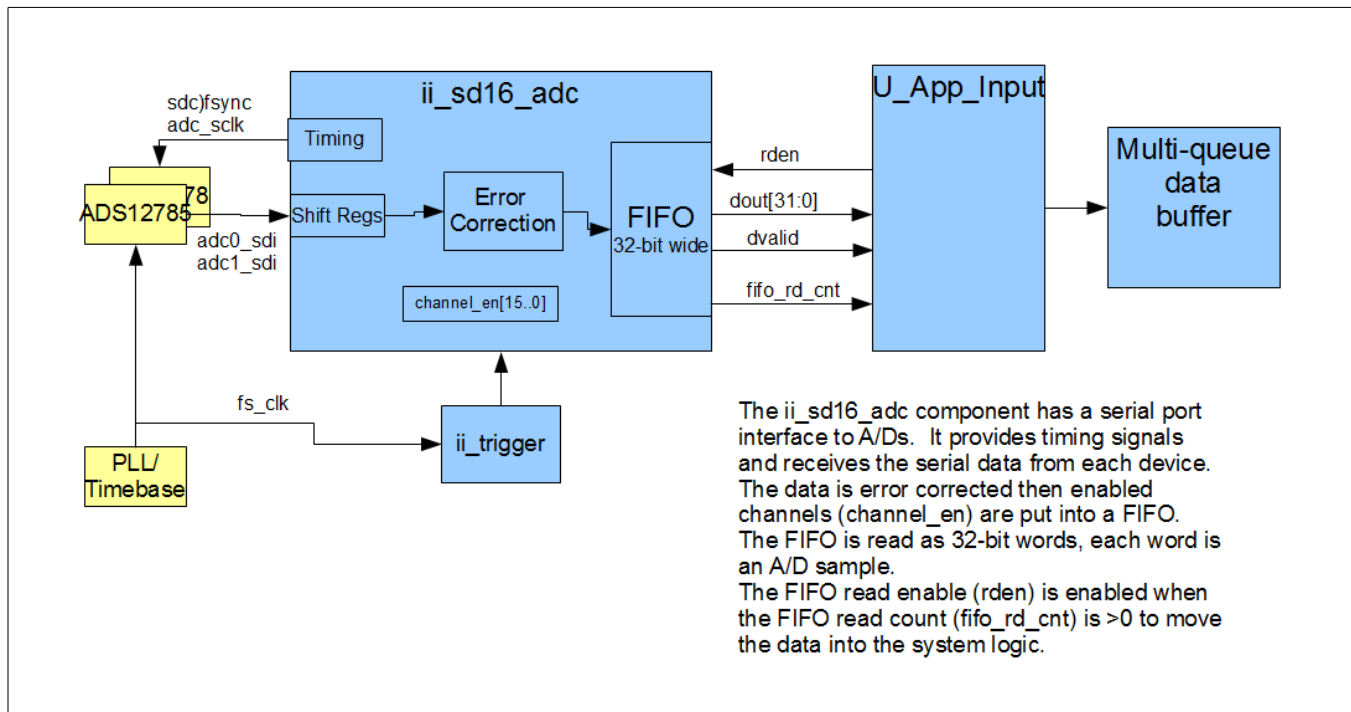 ii_sd16_adc
U_App_Input
sdc)fsync
adc_sclk
Timing
Multi-queue
data
buffer
rden
78
ADS12785
Shift Regs
Error
Correction
FIFO
32-bit wide
dout[31:0]
dvalid
adc0_sdi
adc1_sdi
channel_en[15..0]
fifo_rd_cnt
fs_clk
ii_trigger
PLL/
Timebase
The ii_sd16_adc component has a serial port
interface to A/Ds.  It provides timing signals
and receives the serial data from each device.
The data is error corrected then enabled
channels (channel_en) are put into a FIFO.
The FIFO is read as 32-bit words, each word is
an A/D sample.
The FIFO read enable (rden) is enabled when
the FIFO read count (fifo_rd_cnt) is >0 to move
the data into the system logic.